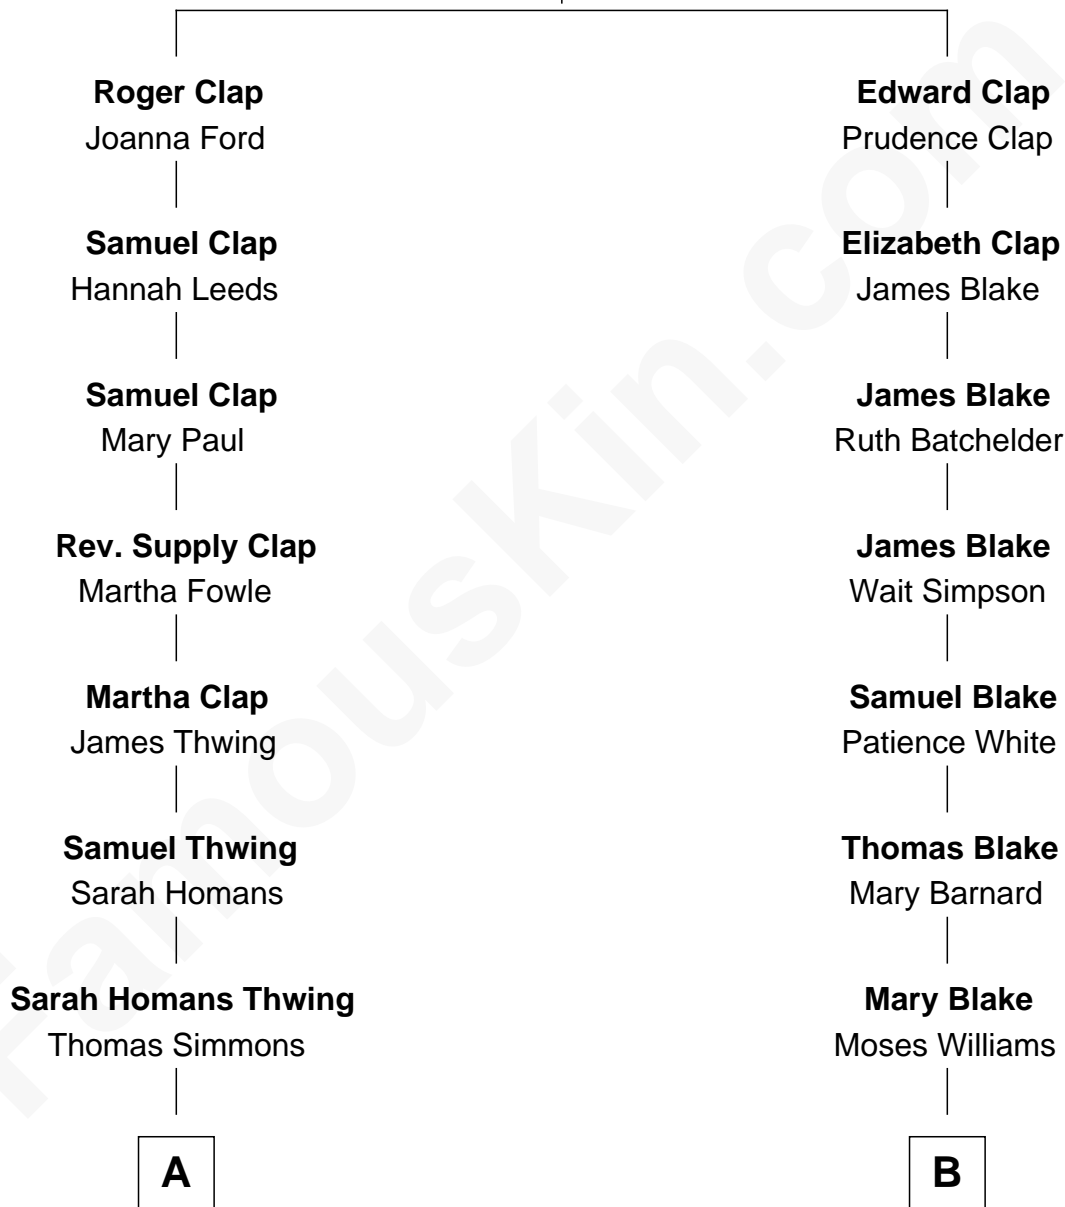 Roger Clap
Joanna Ford
Edward Clap
Prudence Clap
Samuel Clap
Hannah Leeds
Elizabeth Clap
James Blake
Samuel Clap
Mary Paul
James Blake
Ruth Batchelder
Rev. Supply Clap
Martha Fowle
James Blake
Wait Simpson
Martha Clap
James Thwing
Samuel Blake
Patience White
Samuel Thwing
Sarah Homans
Thomas Blake
Mary Barnard
Sarah Homans Thwing
Thomas Simmons
Mary Blake
Moses Williams
A
B
FamousKin.com